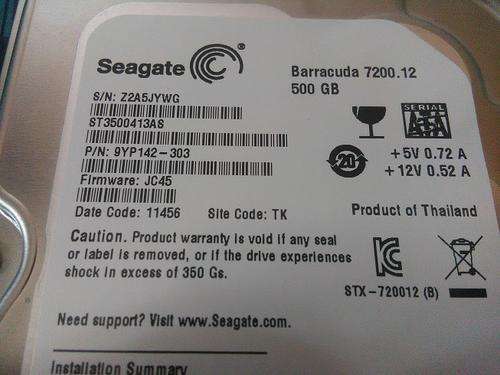 Seagate
Barracuda 7200.12
500 GB
S/N: Z2A5JYWG
ST3500413AS
P/N: 9YP142-303
Firmware: JC45
Date Code: 11456 Site Code: TK
SERIAL
ATA
20
+5V 0.72 A
+12V 0.52 A
Product of Thailand
Caution. Product warranty is void if any seal
or label is removed, or if the drive experiences
shock in excess of 350 Gs.
STX-720012 (B)
Need support? Visit www.Seagate.com.
Installation Summary